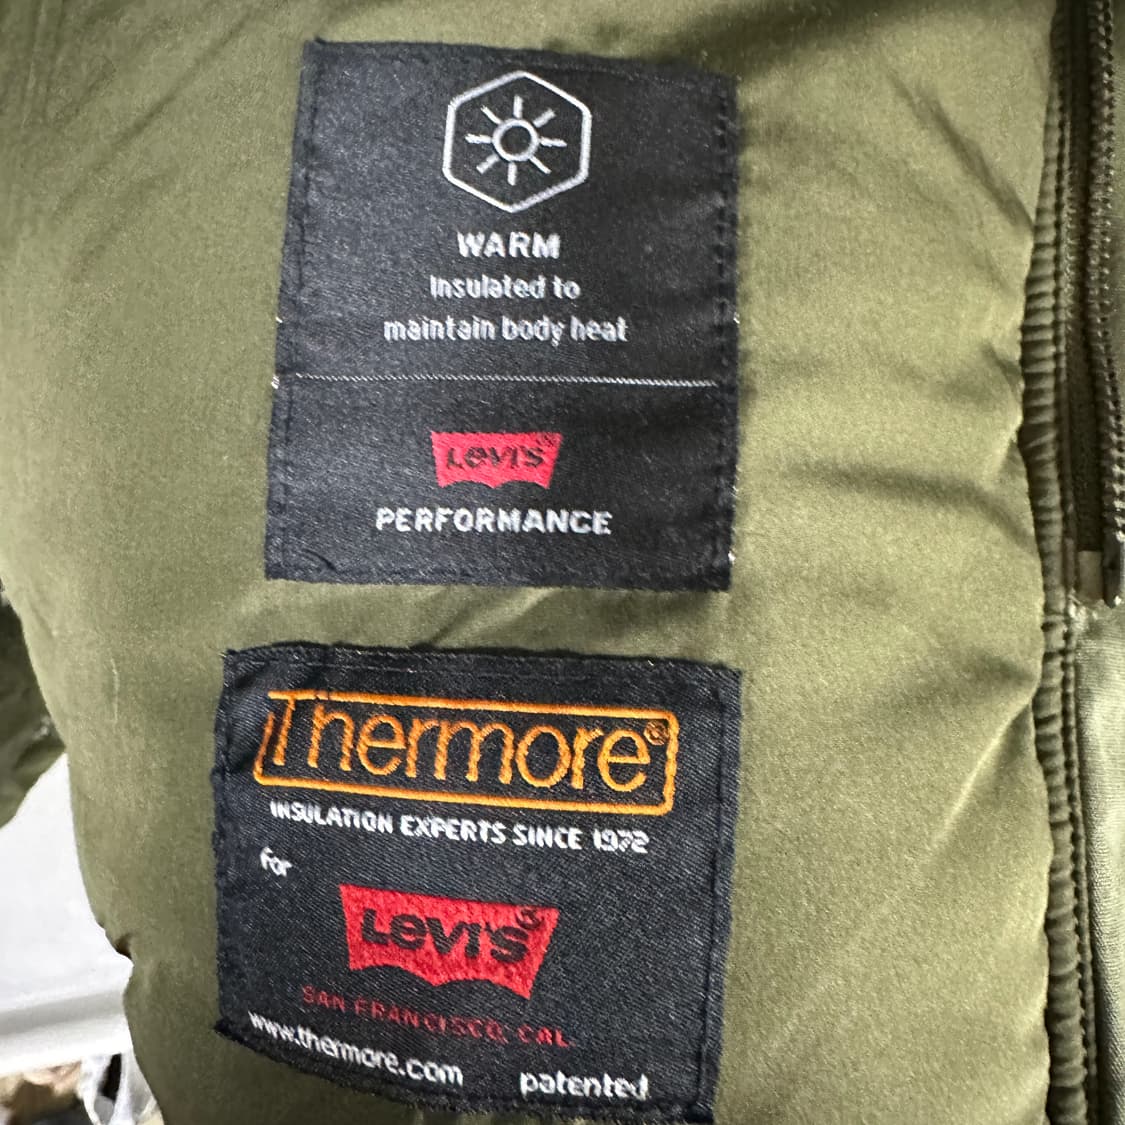 WARM
Insulated to
maintain body heat
Levi's
PERFORMANCE
Thermore®
INSULATION EXPERTS SINCE 1972
for
Levi's®
SAN FRANCISCO, CAL
www.thermore.com patented